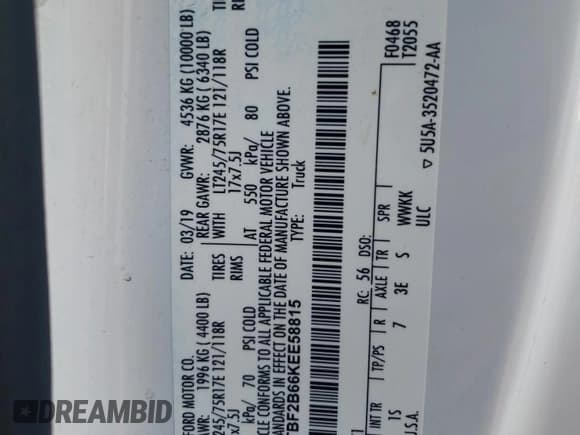 DATE: 03/19 GVWR: 4536 KG (10000 LB)
FORD MOTOR CO.
1996 KG ( 4400 LB) REAR GAWR: 2876 KG ( 6340 LB)
245/75R17E 121/118R TIRES WITH LT245/75R17E 121/118R
17x7.5J RIMS 17x7.5J
kPa/ 70 PSI COLD AT 550 kPa/ 80 PSI COLD
CONFORMS TO ALL APPLICABLE FEDERAL MOTOR VEHICLE
IN EFFECT ON THE DATE OF MANUFACTURE SHOWN ABOVE.
BF2B66KEE58815 TYPE: Truck
F0468
T2055
RC: 56 DSO:
INT TR TP/PS R AXLE TR SPR
TS 7 3E S WWKK
U.S.A. ULC
▽ 5U5A-3520472-AA
DREAMBID